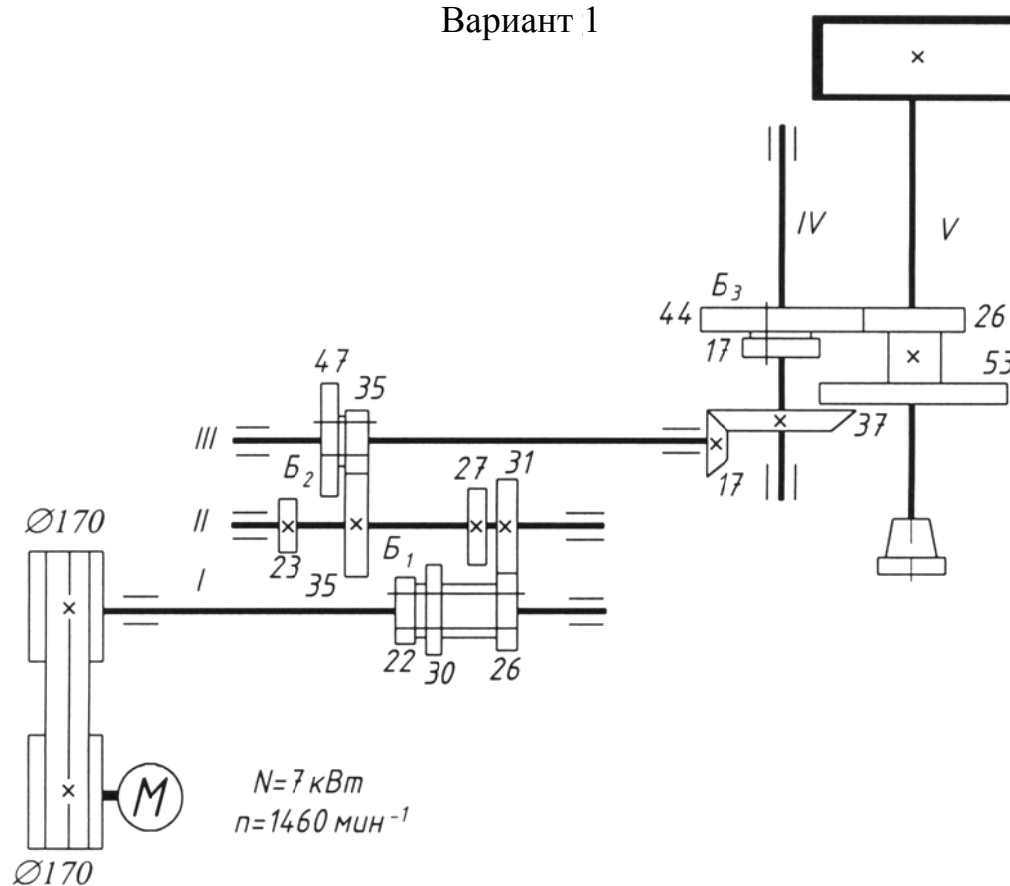 Вариант 1
IV
V
Б3
44
26
17
53
47
35
37
III
Б2
27
31
17
II
Ø170
Б1
23
35
I
22
30
26
M
N=7 кВт
n=1460 мин⁻¹
Ø170